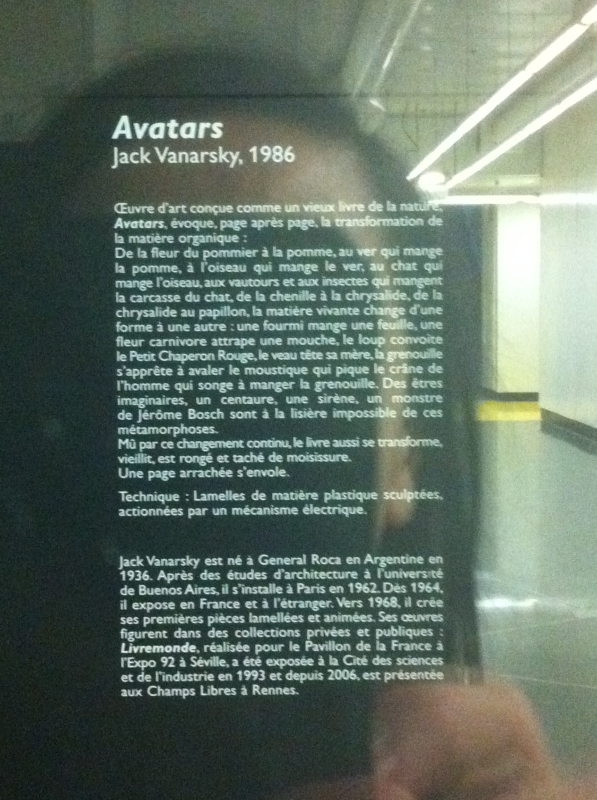 Avatars
Jack Vanarsky, 1986
Œuvre d'art conçue comme un vieux livre de la nature,
Avatars, évoque, page après page, la transformation de
la matière organique :
De la fleur du pommier à la pomme, au ver qui mange
la pomme, à l'oiseau qui mange le ver, au chat qui
mange l'oiseau, aux vautours et aux insectes qui mangent
la carcasse du chat, de la chenille à la chrysalide, de la
chrysalide au papillon, la matière vivante change d'une
forme à une autre : une fourmi mange une feuille, une
fleur carnivore attrape une mouche, le loup convoite
le Petit Chaperon Rouge, le veau tête sa mère, la grenouille
s'apprête à avaler le moustique qui pique le crâne de
l'homme qui songe à manger la grenouille. Des êtres
imaginaires, un centaure, une sirène, un monstre
de Jérôme Bosch sont à la lisière impossible de ces
métamorphoses.
Mû par ce changement continu, le livre aussi se transforme,
vieillit, est rongé et taché de moisissure.
Une page arrachée s'envole.
Technique : Lamelles de matière plastique sculptées,
actionnées par un mécanisme électrique.
Jack Vanarsky est né à General Roca en Argentine en
1936. Après des études d'architecture à l'université
de Buenos Aires, il s'installe à Paris en 1962. Dès 1964,
il expose en France et à l'étranger. Vers 1968, il crée
ses premières pièces lamellées et animées. Ses œuvres
figurent dans des collections privées et publiques :
Livremonde, réalisée pour le Pavillon de la France à
l'Expo 92 à Séville, a été exposée à la Cité des sciences
et de l'industrie en 1993 et depuis 2006, est présentée
aux Champs Libres à Rennes.